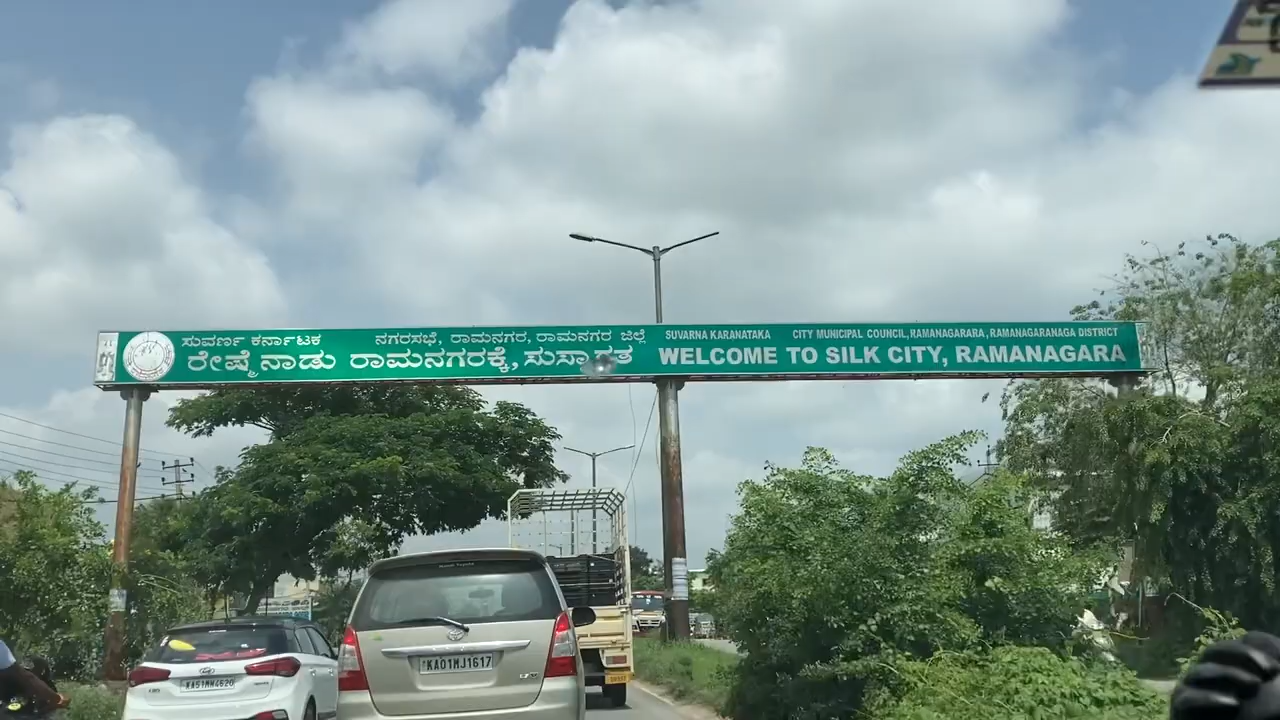 ಸುವರ್ಣ ಕರ್ನಾಟಕ ನಗರಸಭೆ, ರಾಮನಗರ, ರಾಮನಗರ ಜಿಲ್ಲೆ
ರೇಷ್ಮೆನಾಡು ರಾಮನಗರಕ್ಕೆ, ಸುಸ್ವಾಗತ
SUVARNA KARANATAKA CITY MUNICIPAL COUNCIL, RAMANAGARARA, RAMANAGARANAGA DISTRICT
WELCOME TO SILK CITY, RAMANAGARA
KA01MJ1617
KA51MH4620